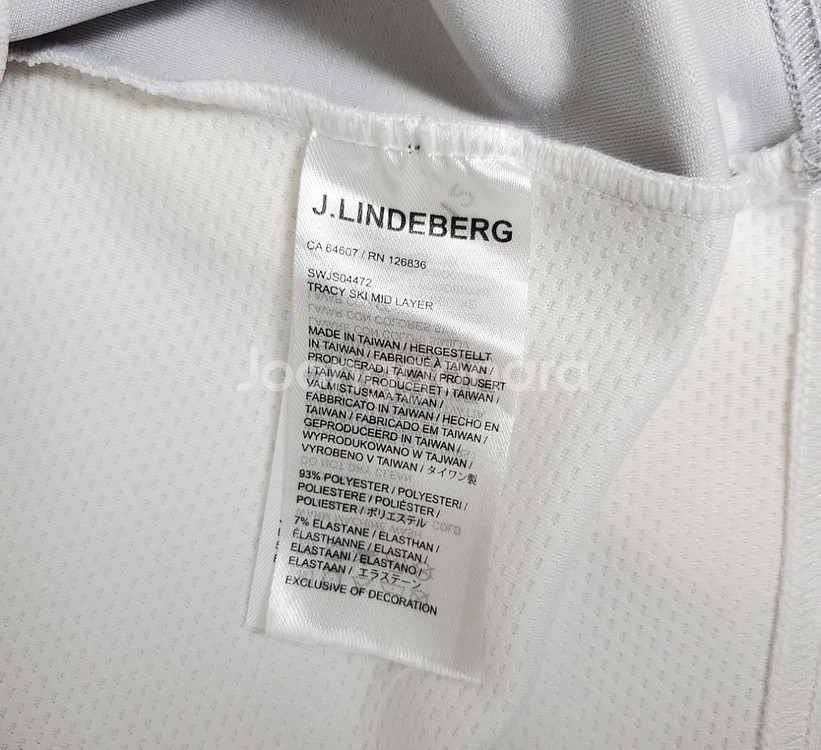 J.LINDEBERG
CA 64607 / RN 126836
SWJS04472
TRACY SKI MID LAYER
MADE IN TAIWAN / HERGESTELLT
IN TAIWAN / FABRIQUÉ À TAIWAN /
PRODUCERAD I TAIWAN / PRODUSERT
I TAIWAN / PRODUCERET I TAIWAN /
VALMISTUSMAA TAIWAN /
FABBRICATO IN TAIWAN / HECHO EN
TAIWAN / FABRICADO EM TAIWAN /
GEPRODUCEERD IN TAIWAN /
WYPRODUKOWANO W TAJWAN /
VYROBENO V TAIWAN / タイワン製
93% POLYESTER / POLYESTERI /
POLIESTERE / POLIÉSTER /
POLIESTER / ポリエステル
7% ELASTANE / ELASTHAN /
ÉLASTHANNE / ELASTAN /
ELASTAANI / ELASTANO /
ELASTAAN / エラステーン
EXCLUSIVE OF DECORATION